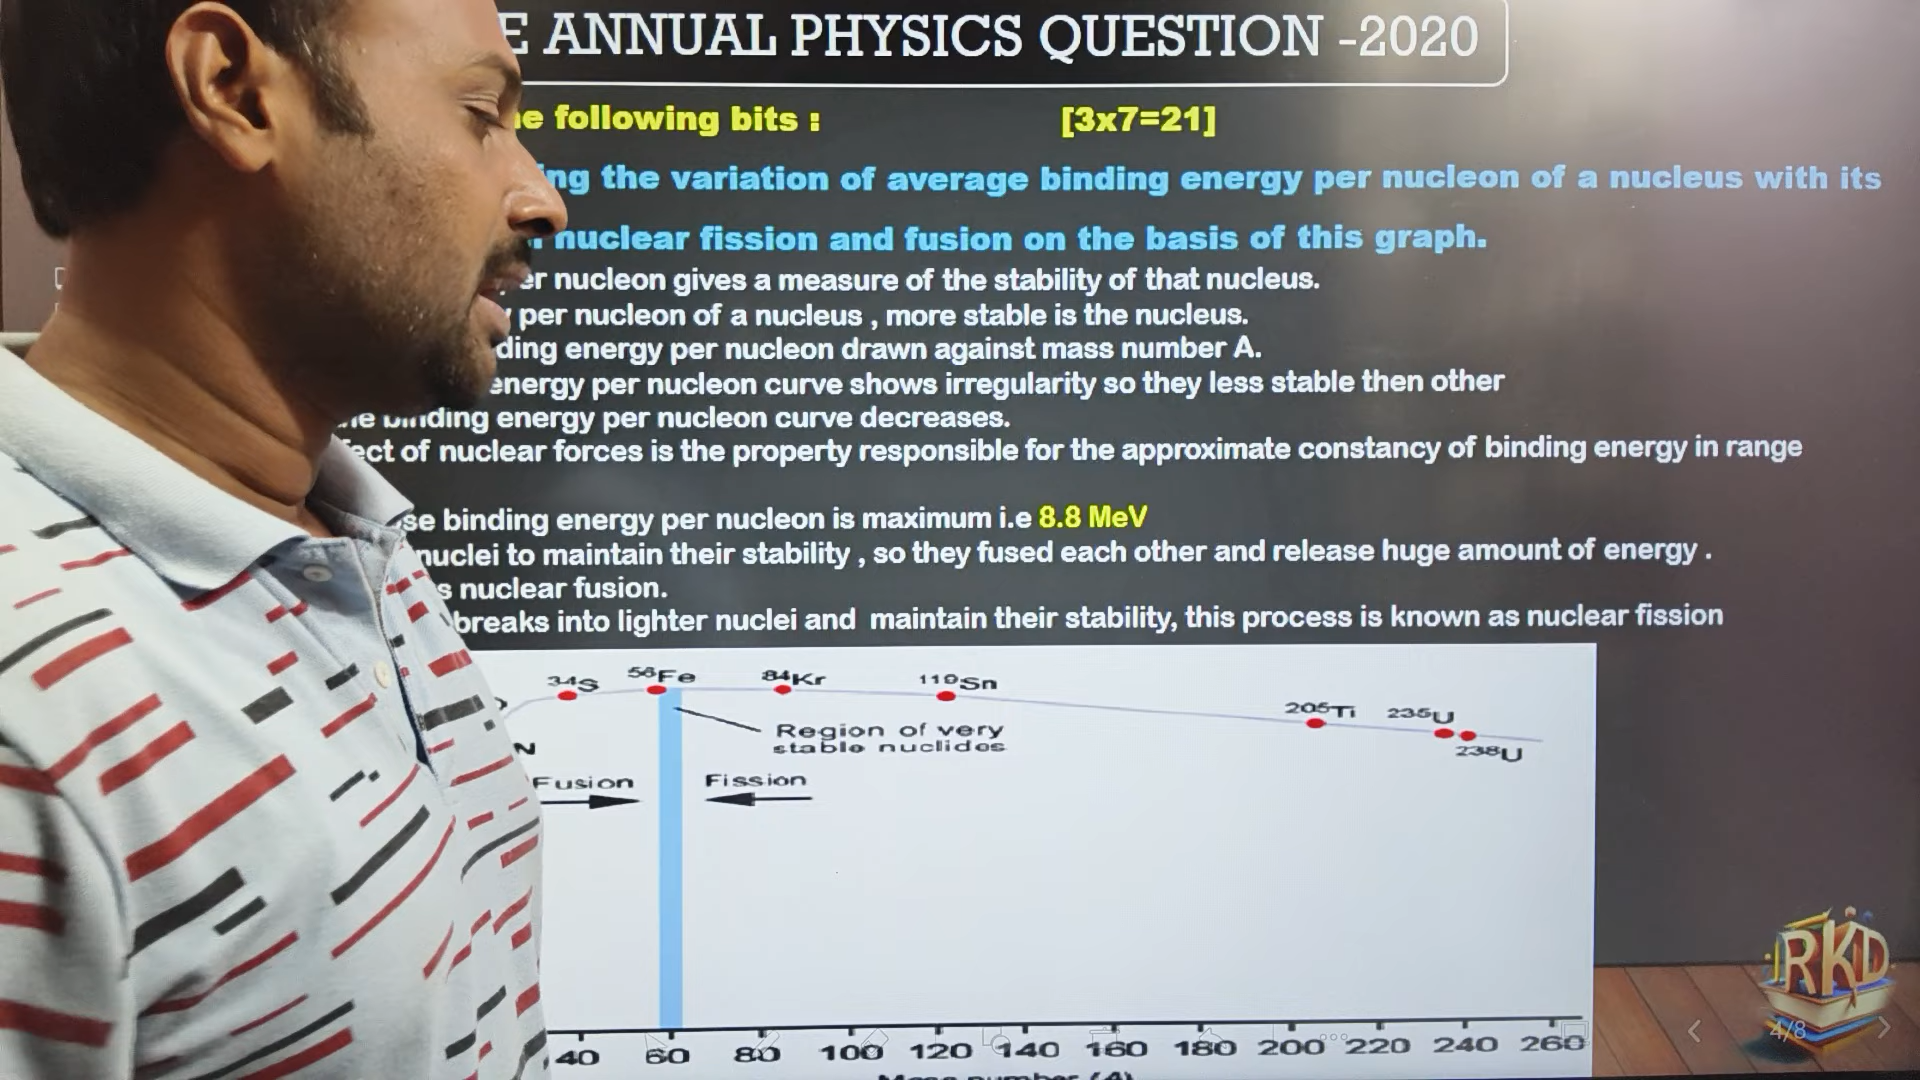 E ANNUAL PHYSICS QUESTION -2020
following bits : [3x7=21]
the variation of average binding energy per nucleon of a nucleus with its
nuclear fission and fusion on the basis of this graph.
er nucleon gives a measure of the stability of that nucleus.
per nucleon of a nucleus , more stable is the nucleus.
ding energy per nucleon drawn against mass number A.
energy per nucleon curve shows irregularity so they less stable then other
binding energy per nucleon curve decreases.
ect of nuclear forces is the property responsible for the approximate constancy of binding energy in range
se binding energy per nucleon is maximum i.e 8.8 MeV
nuclei to maintain their stability , so they fused each other and release huge amount of energy .
s nuclear fusion.
breaks into lighter nuclei and maintain their stability, this process is known as nuclear fission
34S 56Fe 84Kr 119Sn
205Ti 235U
238U
Region of very
stable nuclides
N
Fusion Fission
40 60 80 100 120 140 160 180 200 220 240 260
Mass number (A)
RKD
4/8